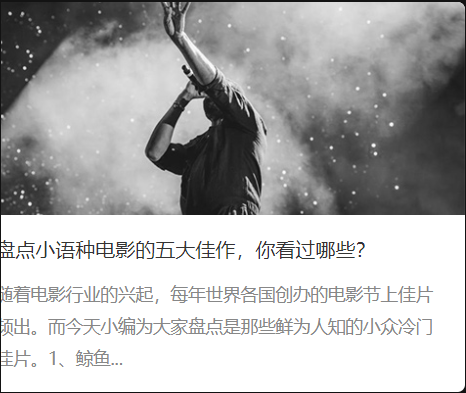 盘点小语种电影的五大佳作，你看过哪些？
随着电影行业的兴起，每年世界各国创办的电影节上佳片
频出。而今天小编为大家盘点是那些鲜为人知的小众冷门
佳片。1、鲸鱼...